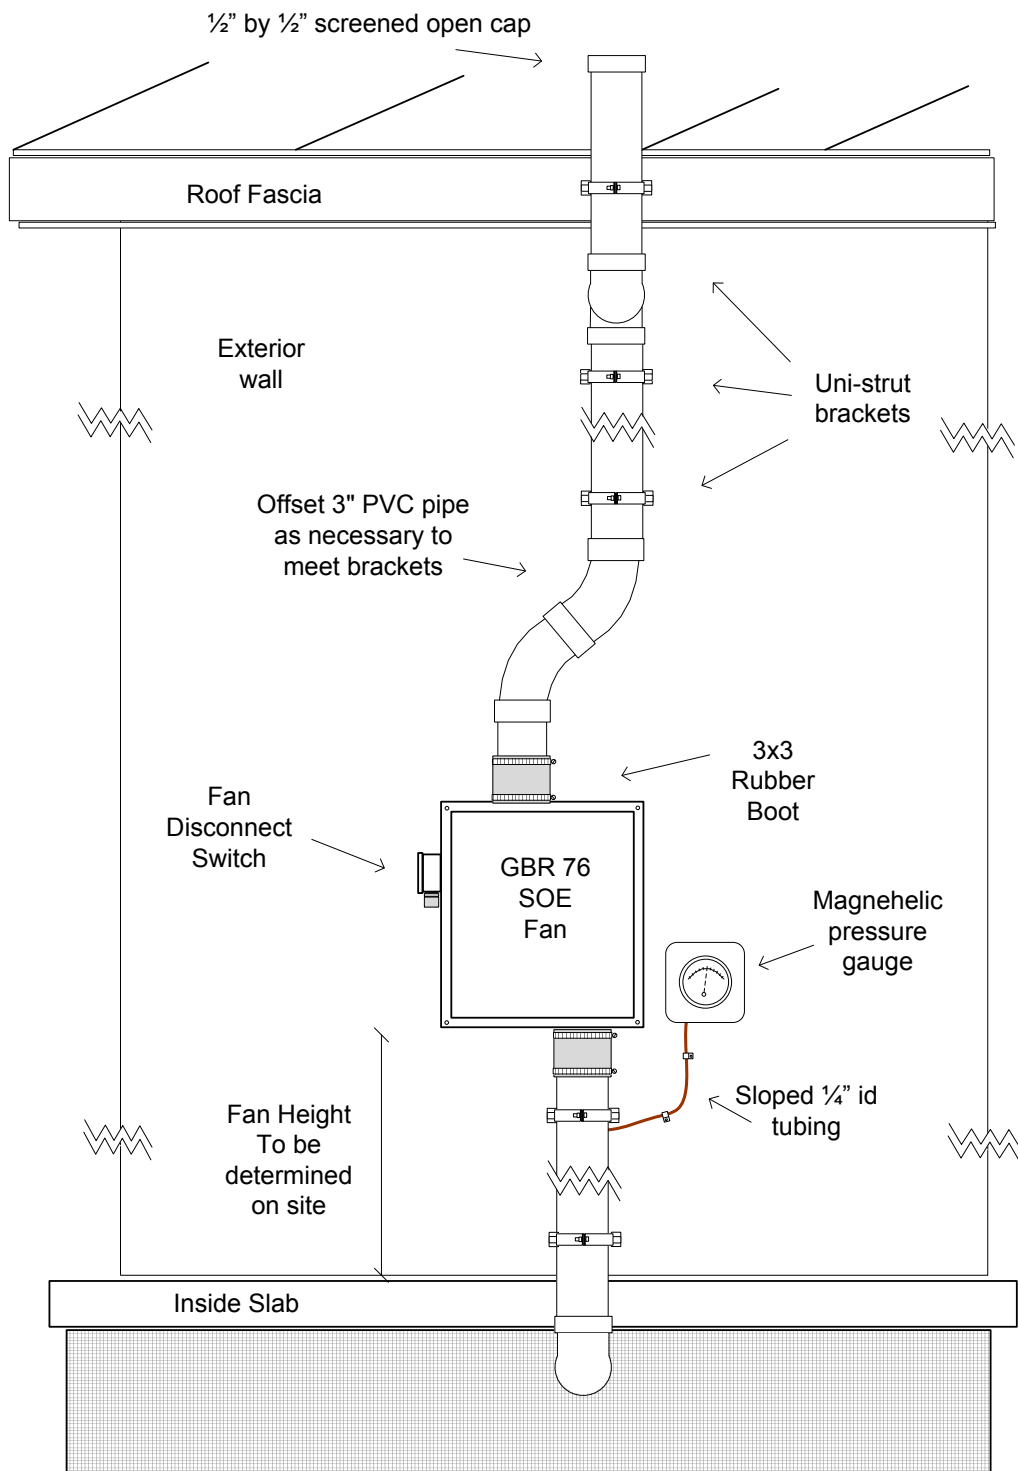 ½” by ½” screened open cap
Roof Fascia
Exterior
wall
Uni-strut
brackets
Offset 3" PVC pipe
as necessary to
meet brackets
3x3
Rubber
Boot
Fan
Disconnect
Switch
GBR 76
SOE
Fan
Magnehelic
pressure
gauge
Sloped ¼” id
tubing
Fan Height
To be
determined
on site
Inside Slab